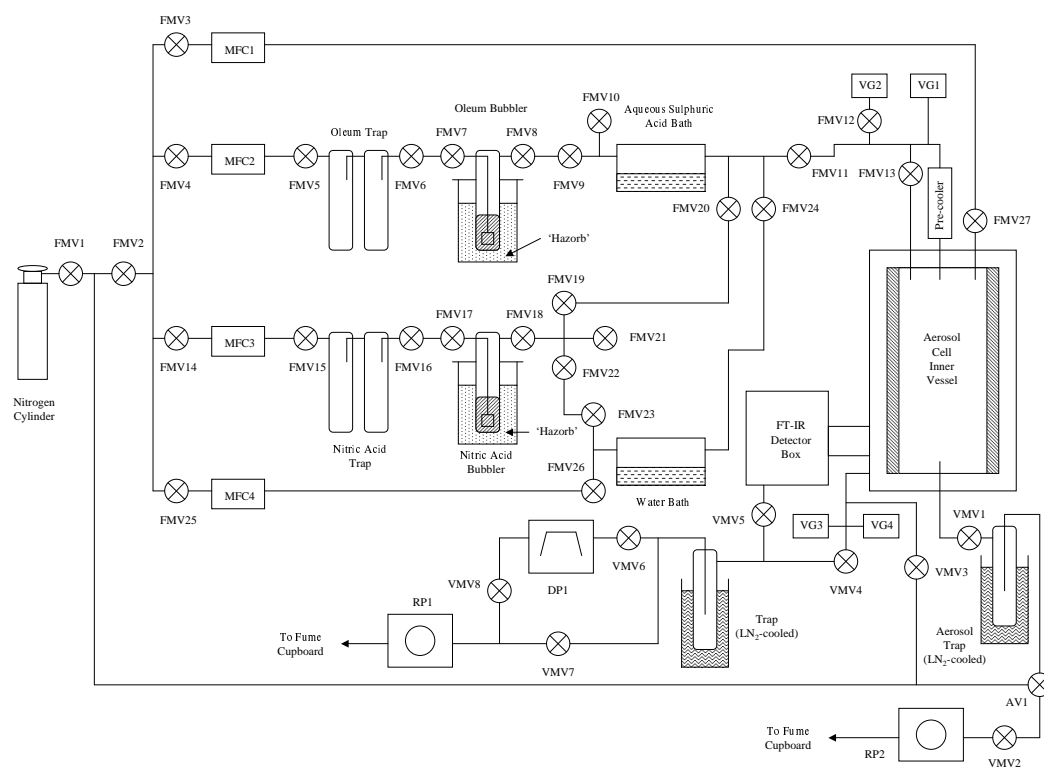 FMV3
MFC1
VG2
VG1
FMV10
Oleum Bubbler
Aqueous Sulphuric
Acid Bath
FMV12
Oleum Trap
FMV7
FMV8
MFC2
FMV4
FMV5
FMV6
FMV9
FMV11
FMV13
Pre-cooler
FMV20
FMV24
FMV27
FMV1
FMV2
'Hazorb'
FMV19
FMV17
FMV18
FMV21
MFC3
FMV14
FMV15
FMV16
FMV22
Aerosol
Cell
Inner
Vessel
Nitrogen
Cylinder
FMV23
FT-IR
Detector
Box
'Hazorb'
Nitric Acid
Trap
Nitric Acid
Bubbler
FMV26
MFC4
FMV25
Water Bath
VMV5
VG3
VG4
VMV1
VMV6
VMV8
DP1
VMV4
VMV3
RP1
To Fume
Cupboard
VMV7
Trap
(LN2-cooled)
Aerosol
Trap
(LN2-cooled)
AV1
To Fume
Cupboard
RP2
VMV2